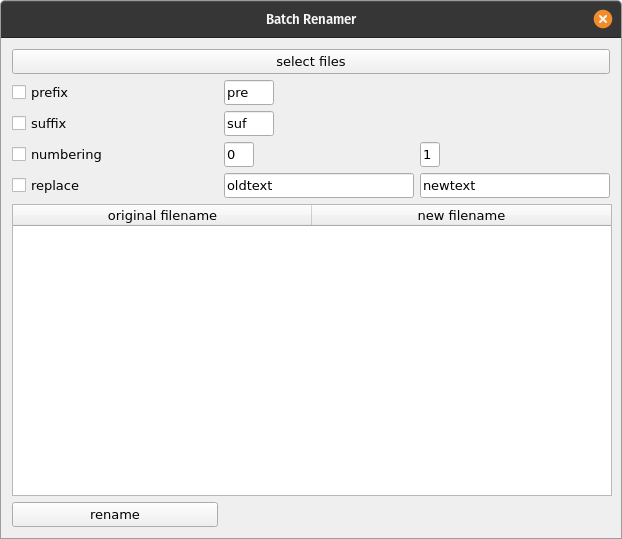 Batch Renamer
select files
prefix pre
suffix suf
numbering 0 1
replace oldtext newtext
original filename new filename
rename